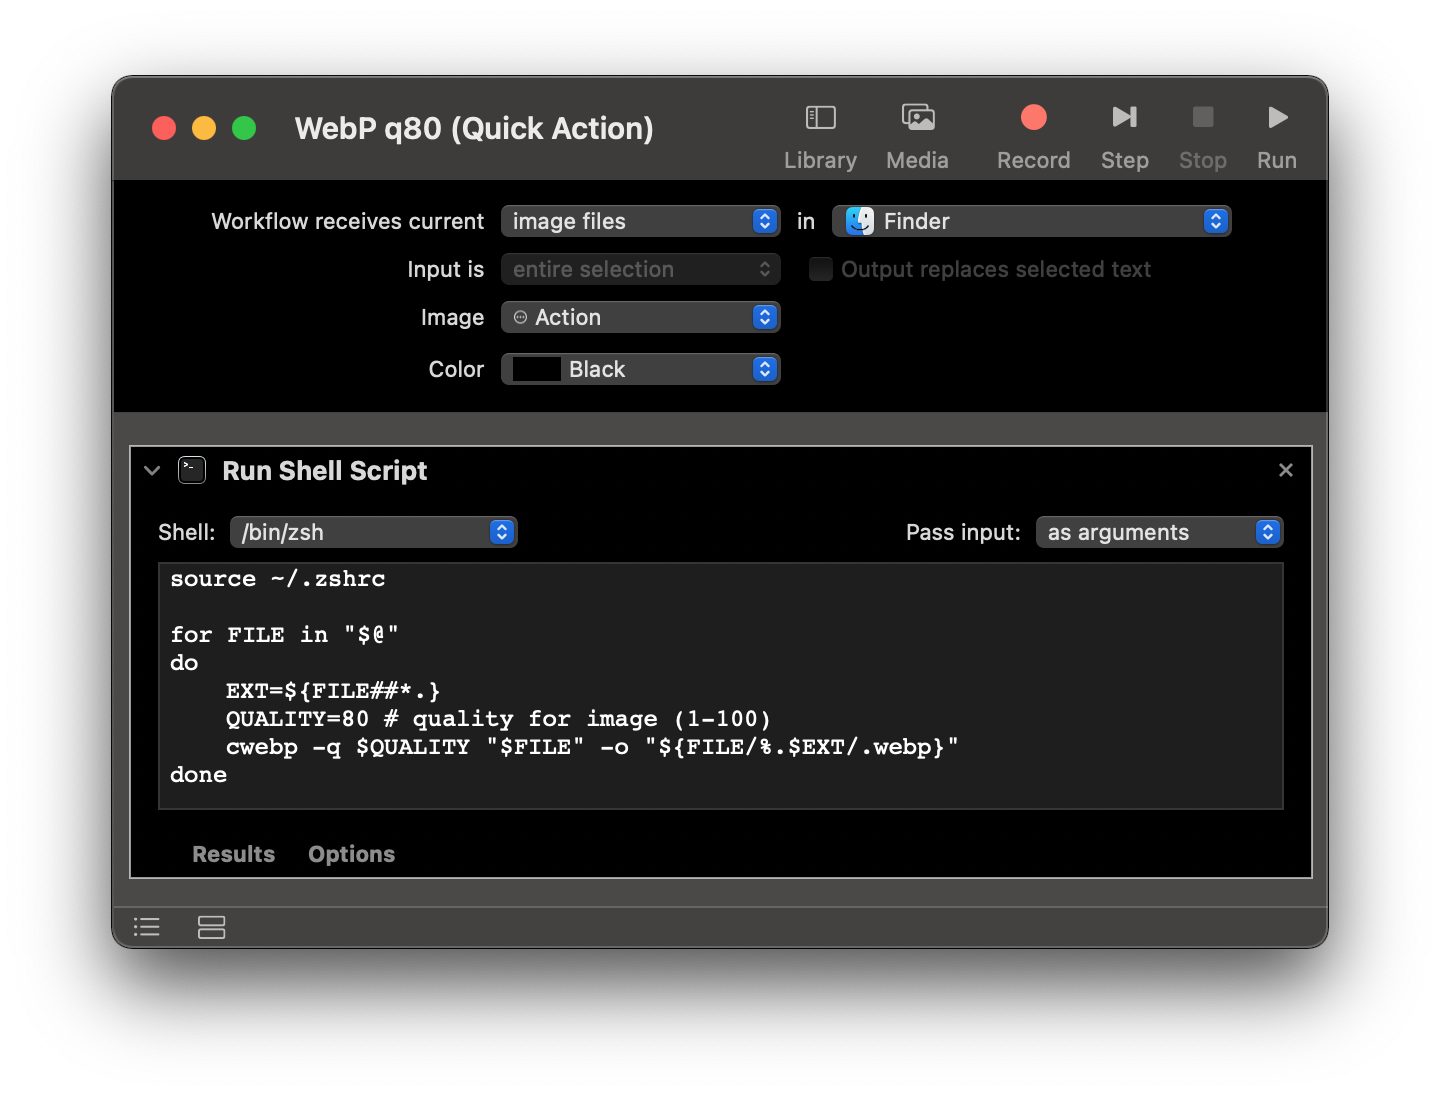 WebP q80 (Quick Action)
Library
Media
Record
Step
Stop
Run
Workflow receives current image files in Finder
Input is entire selection Output replaces selected text
Image Action
Color Black
Run Shell Script
Shell: /bin/zsh Pass input: as arguments
source ~/.zshrc
for FILE in "$@"
do
    EXT=${FILE##*.}
    QUALITY=80 # quality for image (1-100)
    cwebp -q $QUALITY "$FILE" -o "${FILE/%.$EXT/.webp}"
done
Results Options